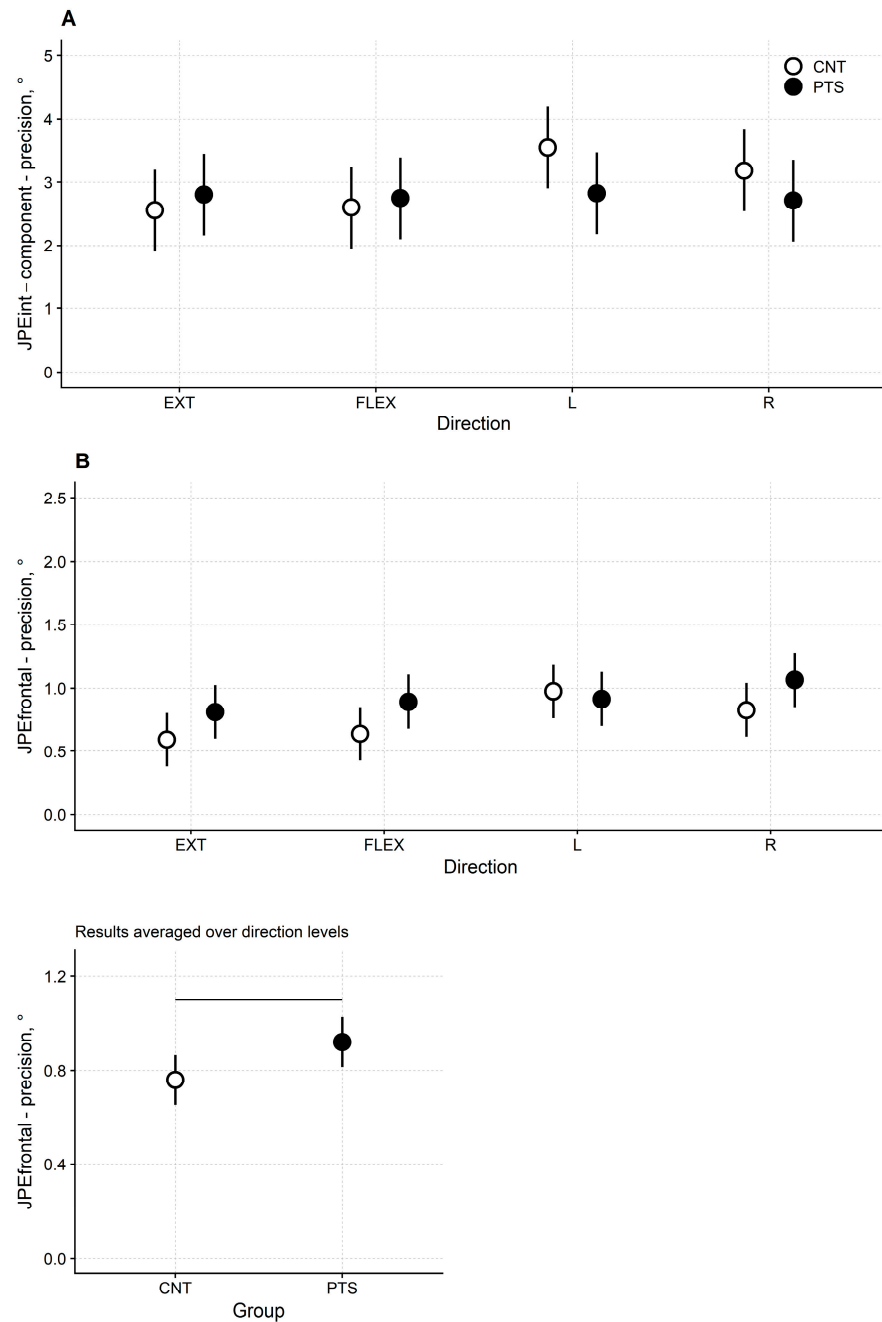 A
JPEint – component - precision, °
5
4
3
2
1
0
CNT
PTS
EXT FLEX L R
Direction
B
JPEfrontal - precision, °
2.5
2.0
1.5
1.0
0.5
0.0
EXT FLEX L R
Direction
Results averaged over direction levels
JPEfrontal - precision, °
1.2
0.8
0.4
0.0
CNT PTS
Group